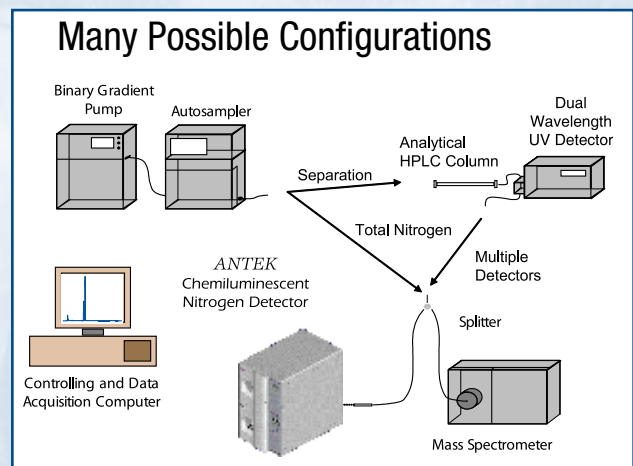 Many Possible Configurations
Binary Gradient
Pump
Autosampler
Dual
Wavelength
UV Detector
Analytical
HPLC Column
Separation
Total Nitrogen
Multiple
Detectors
ANTEK
Chemiluminescent
Nitrogen Detector
Splitter
Controlling and Data
Acquisition Computer
Mass Spectrometer